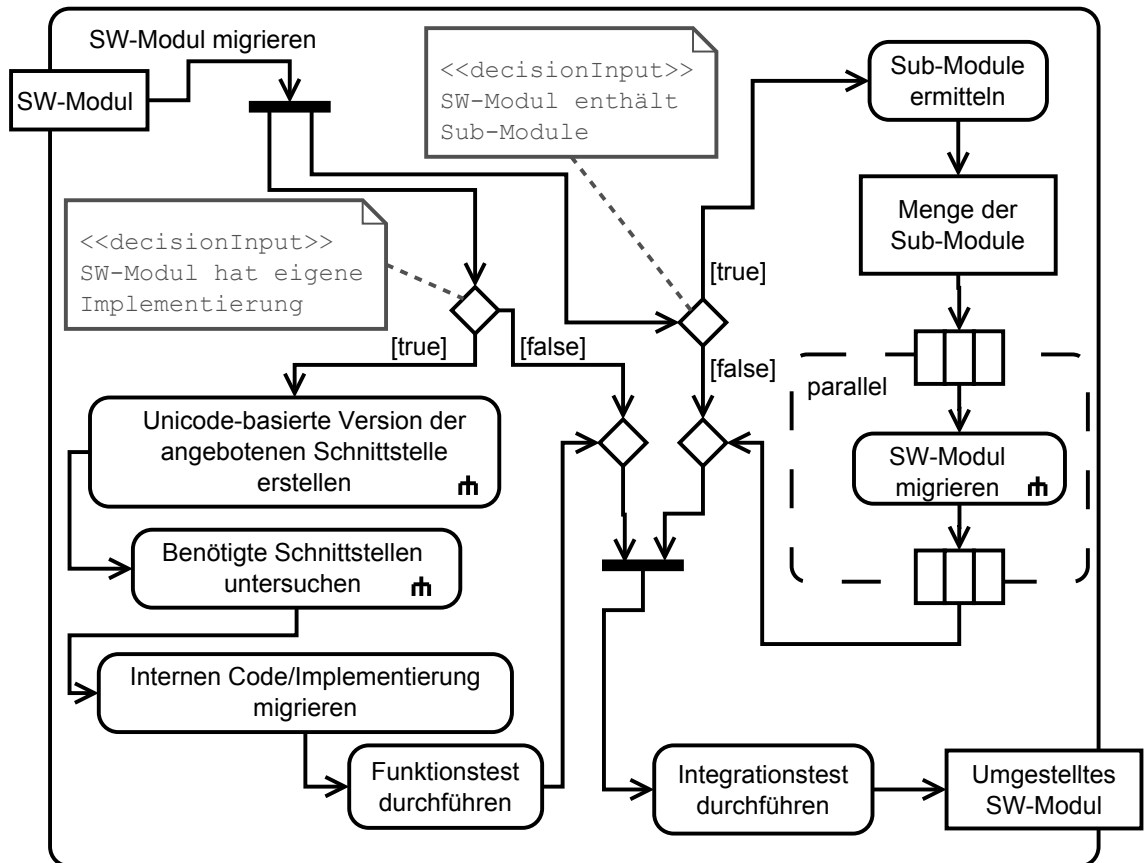 SW-Modul migrieren
SW-Modul
<<decisionInput>>
SW-Modul enthält
Sub-Module
Sub-Module
ermitteln
Menge der
Sub-Module
<<decisionInput>>
SW-Modul hat eigene
Implementierung
[true]
[true]
[false]
[false]
parallel
Unicode-basierte Version der
angebotenen Schnittstelle
erstellen
SW-Modul
migrieren
Benötigte Schnittstellen
untersuchen
Internen Code/Implementierung
migrieren
Funktionstest
durchführen
Integrationstest
durchführen
Umgestelltes
SW-Modul